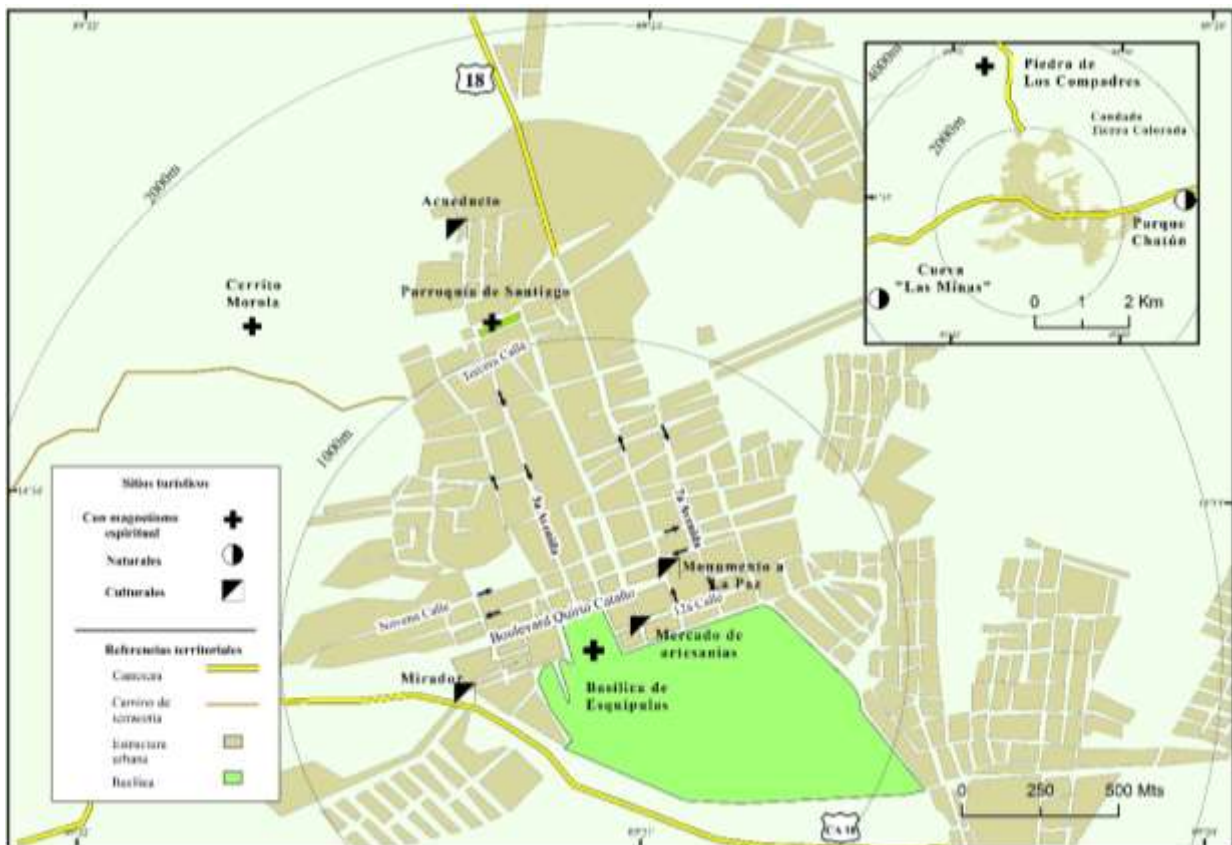 18
2000m
Acueducto
Parroquia de Santiago
Cerrito
Morola
Tercera Calle
1000m
3a Avenida
7a Avenida
Monumento a
La Paz
12a Calle
Novena Calle
Boulevard Quirio Cataño
Mercado de
artesanías
Mirador
Basílica de
Esquipulas
0 250 500 Mts
CA 10
4000m
Piedra de
Los Compadres
2000m
Condado
Tierra Colorada
Parque
Chatún
Cueva
"Las Minas"
0 1 2 Km
Sitios turísticos
Con magnetismo
espiritual
Naturales
Culturales
Referencias territoriales
Carretera
Camino de
terracería
Estructura
urbana
Basílica